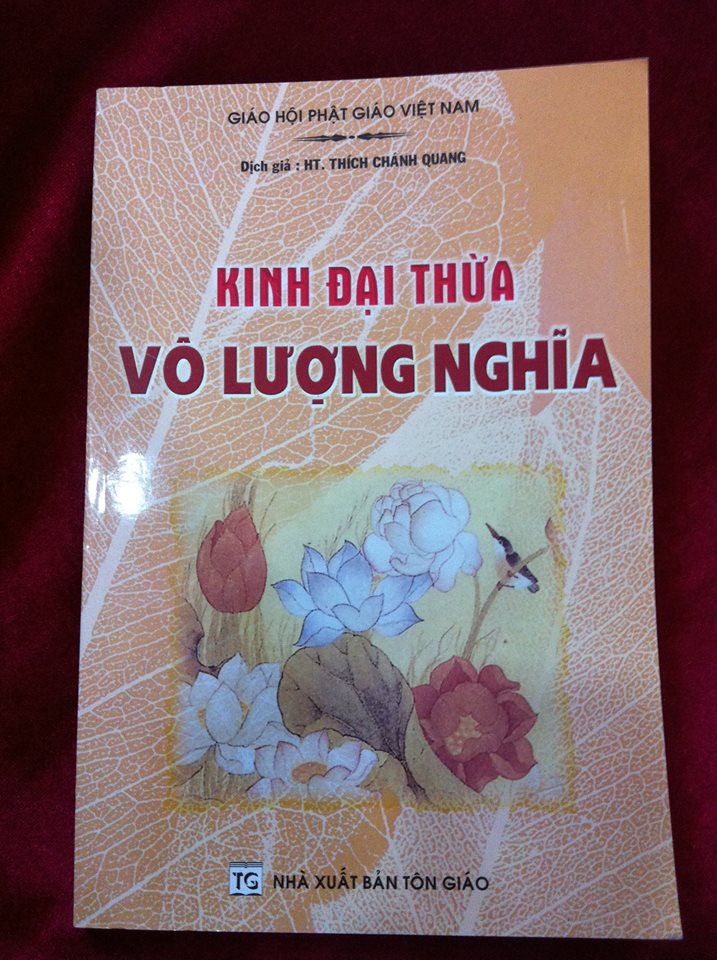 GIÁO HỘI PHẬT GIÁO VIỆT NAM
Dịch giả : HT. THÍCH CHÁNH QUANG
KINH ĐẠI THỪA
VÔ LƯỢNG NGHĨA
TG NHÀ XUẤT BẢN TÔN GIÁO